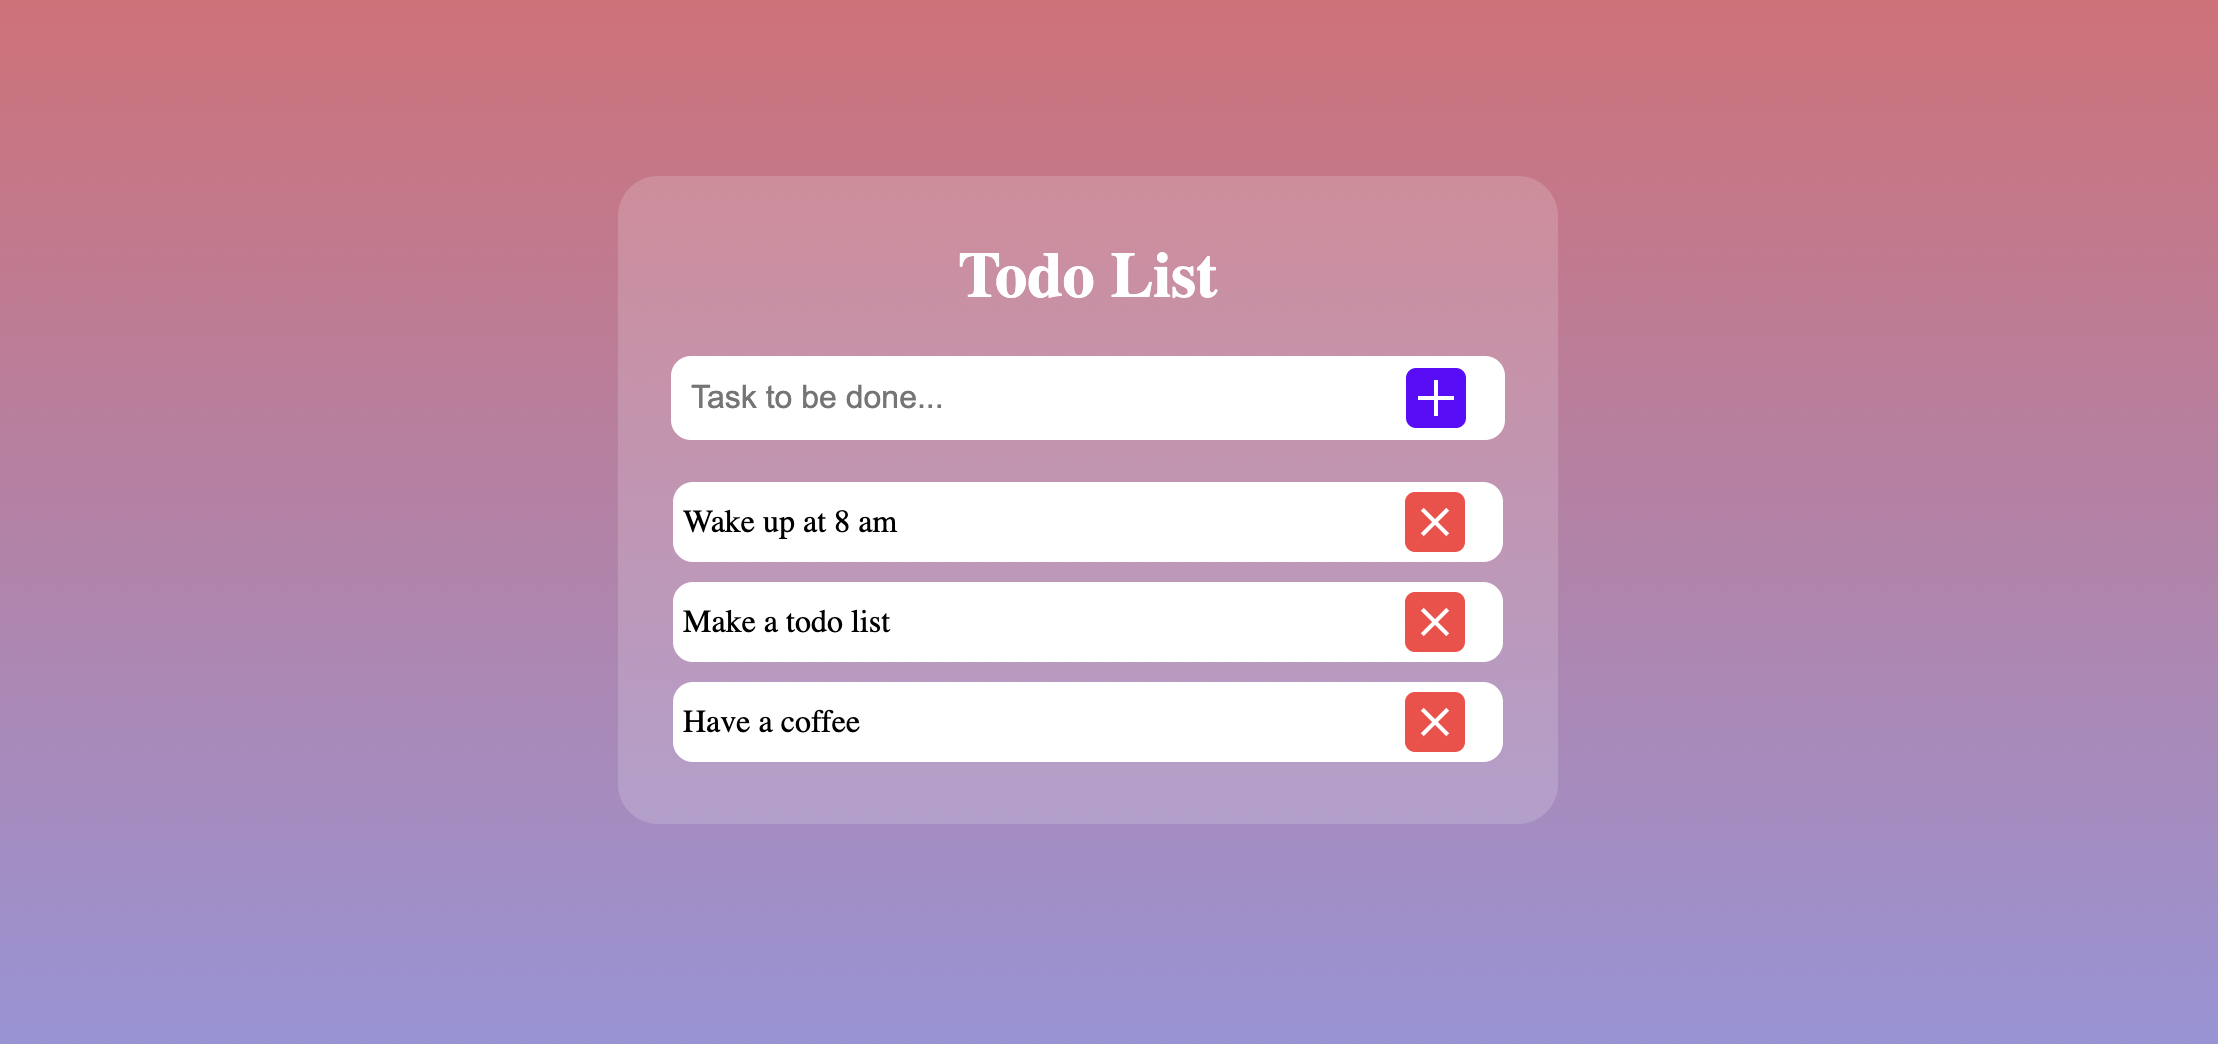 Todo List
Task to be done...
Wake up at 8 am
Make a todo list
Have a coffee